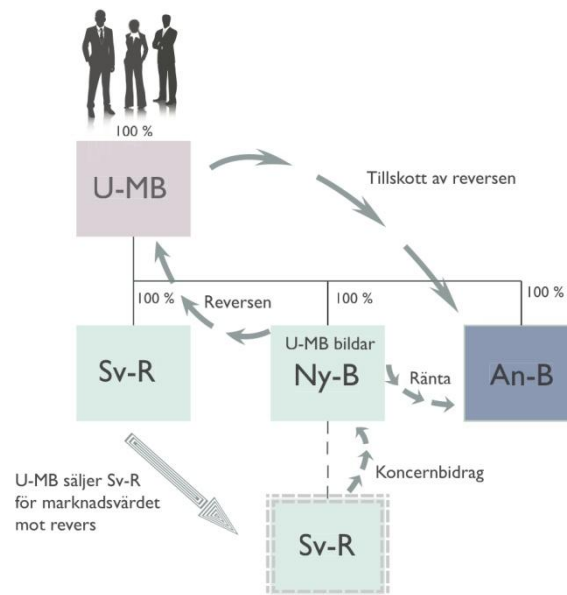 100 %
U-MB
Tillskott av reversen
100 %
Reversen
100 %
100 %
Sv-R
U-MB bildar
Ny-B
Ränta
An-B
U-MB säljer Sv-R
för marknadsvärdet
mot revers
Koncernbidrag
Sv-R